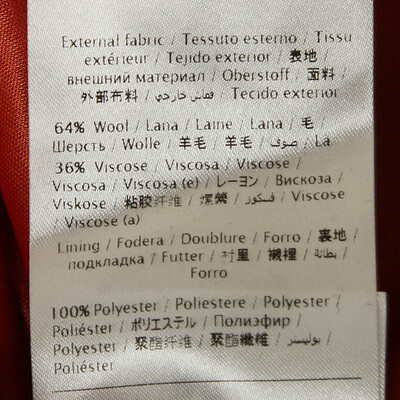 External fabric / Tessuto esterno / Tissu
extérieur / Tejido exterior / 表地 /
внешний материал / Oberstoff / 面料 /
外部布料 / قماش خارجي / Tecido exterior
64% Wool / Lana / Laine / Lana / 毛 /
Шерсть / Wolle / 羊毛 / 羊毛 / صوف / Lã
36% Viscose / Viscosa / Viscose /
Viscosa / Viscosa (e) / レーヨン / Вискоза /
Viskose / 粘胶纤维 / 嫘縈 / فسكوز / Viscose
/ Viscose (a)
Lining / Fodera / Doublure / Forro / 裏地 /
подкладка / Futter / 衬里 / 襯裡 / بطانة /
Forro
100% Polyester / Poliestere / Polyester /
Poliéster / ポリエステル / Полиэфир /
Polyester / 聚酯纤维 / 聚酯纖維 / بوليستر /
Poliéster